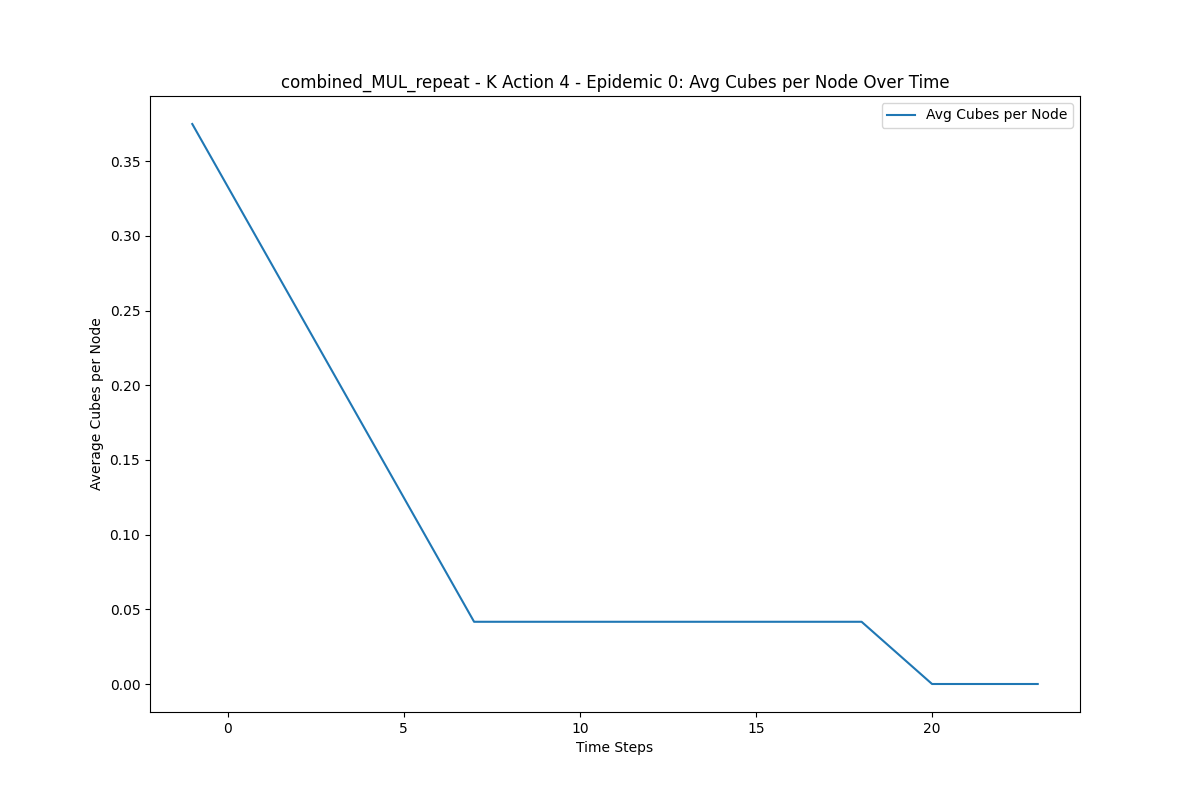 combined_MUL_repeat - K Action 4 - Epidemic 0: Avg Cubes per Node Over Time
Avg Cubes per Node
0.35
0.30
0.25
0.20
0.15
0.10
0.05
0.00
Average Cubes per Node
0 5 10 15 20
Time Steps